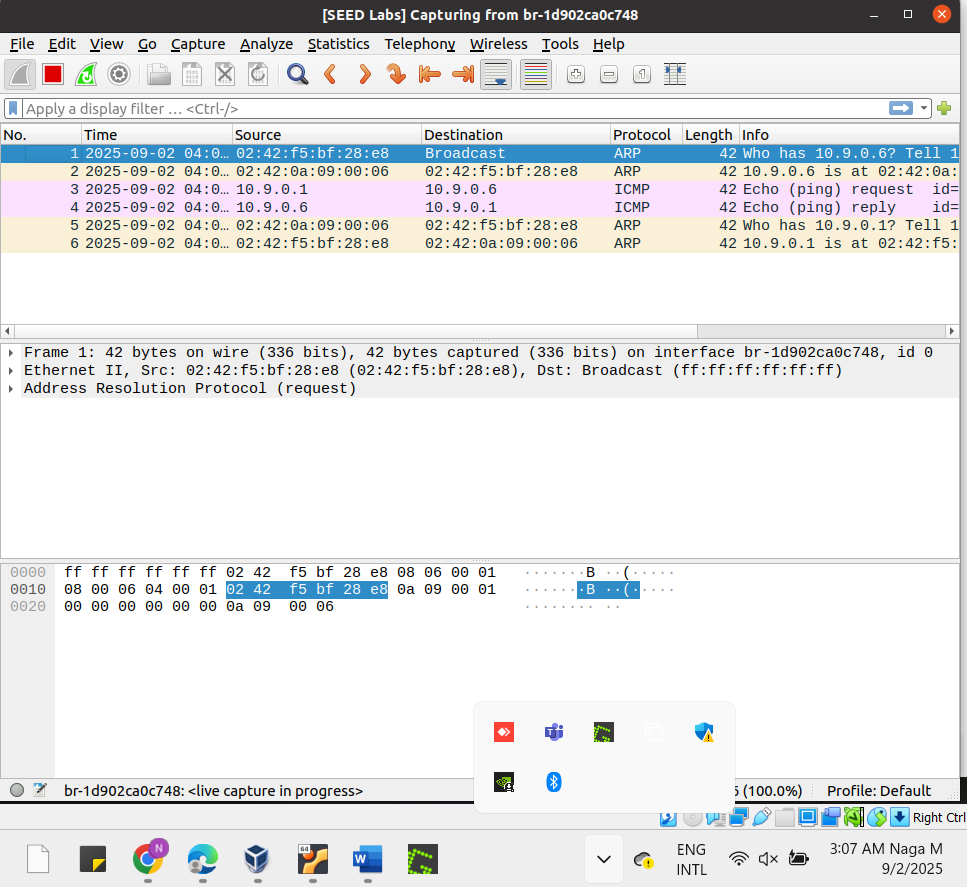 [SEED Labs] Capturing from br-1d902ca0c748
File Edit View Go Capture Analyze Statistics Telephony Wireless Tools Help
Apply a display filter … <Ctrl-/>
No. Time Source Destination Protocol Length Info
1 2025-09-02 04:0… 02:42:f5:bf:28:e8 Broadcast ARP 42 Who has 10.9.0.6? Tell 1
2 2025-09-02 04:0… 02:42:0a:09:00:06 02:42:f5:bf:28:e8 ARP 42 10.9.0.6 is at 02:42:0a:
3 2025-09-02 04:0… 10.9.0.1 10.9.0.6 ICMP 42 Echo (ping) request id=
4 2025-09-02 04:0… 10.9.0.6 10.9.0.1 ICMP 42 Echo (ping) reply id=
5 2025-09-02 04:0… 02:42:0a:09:00:06 02:42:f5:bf:28:e8 ARP 42 Who has 10.9.0.1? Tell 1
6 2025-09-02 04:0… 02:42:f5:bf:28:e8 02:42:0a:09:00:06 ARP 42 10.9.0.1 is at 02:42:f5:
Frame 1: 42 bytes on wire (336 bits), 42 bytes captured (336 bits) on interface br-1d902ca0c748, id 0
Ethernet II, Src: 02:42:f5:bf:28:e8 (02:42:f5:bf:28:e8), Dst: Broadcast (ff:ff:ff:ff:ff:ff)
Address Resolution Protocol (request)
0000 ff ff ff ff ff ff 02 42 f5 bf 28 e8 08 06 00 01 ·······B ··(·····
0010 08 00 06 04 00 01 02 42 f5 bf 28 e8 0a 09 00 01 ·······B ··(·····
0020 00 00 00 00 00 00 0a 09 00 06 ········ ··
br-1d902ca0c748: <live capture in progress>
6 (100.0%) Profile: Default
Right Ctrl
N
64
W
ENG
INTL
3:07 AM Naga M
9/2/2025